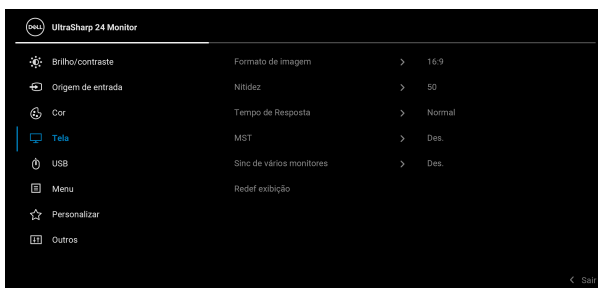 DELL UltraSharp 24 Monitor
Brilho/contraste Formato de imagem > 16:9
Origem de entrada Nitidez > 50
Cor Tempo de Resposta > Normal
Tela MST > Des.
USB Sinc de vários monitores > Des.
Menu Redef exibição
Personalizar
Outros
< Sair